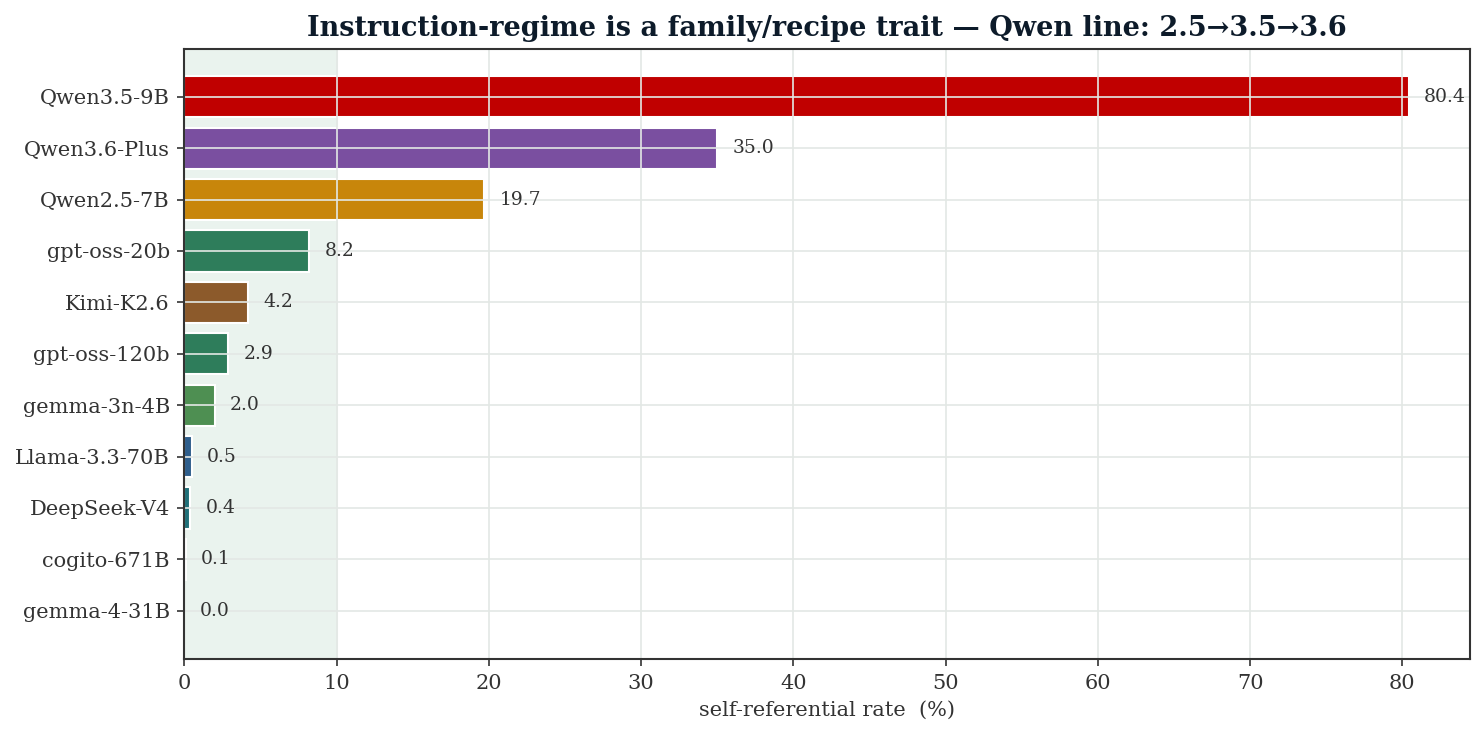 Instruction-regime is a family/recipe trait — Qwen line: 2.5→3.5→3.6
Qwen3.5-9B 80.4
Qwen3.6-Plus 35.0
Qwen2.5-7B 19.7
gpt-oss-20b 8.2
Kimi-K2.6 4.2
gpt-oss-120b 2.9
gemma-3n-4B 2.0
Llama-3.3-70B 0.5
DeepSeek-V4 0.4
cogito-671B 0.1
gemma-4-31B 0.0
0 10 20 30 40 50 60 70 80
self-referential rate (%)